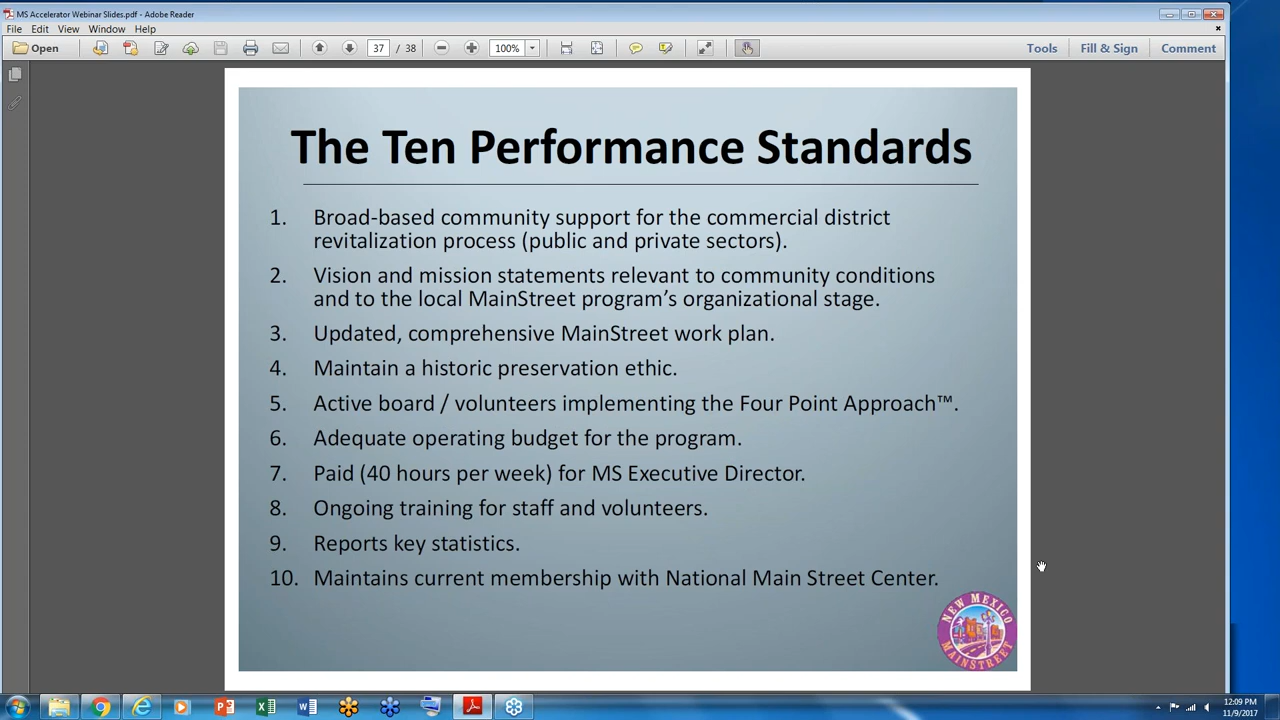 MS Accelerator Webinar Slides.pdf - Adobe Reader
File Edit View Window Help
Open 37 / 38 100% Tools Fill & Sign Comment
The Ten Performance Standards
1. Broad-based community support for the commercial district
revitalization process (public and private sectors).
2. Vision and mission statements relevant to community conditions
and to the local MainStreet program’s organizational stage.
3. Updated, comprehensive MainStreet work plan.
4. Maintain a historic preservation ethic.
5. Active board / volunteers implementing the Four Point Approach™.
6. Adequate operating budget for the program.
7. Paid (40 hours per week) for MS Executive Director.
8. Ongoing training for staff and volunteers.
9. Reports key statistics.
10. Maintains current membership with National Main Street Center.
NEW MEXICO
MAINSTREET
12:09 PM
11/9/2017